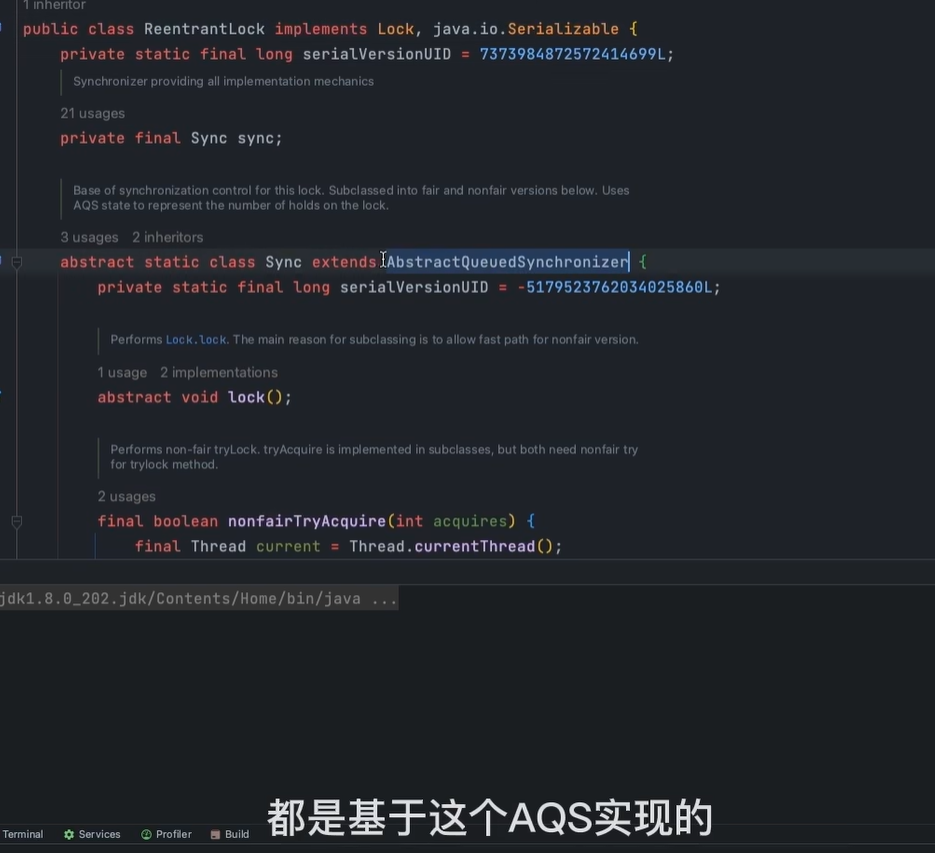 1 inheritor
public class ReentrantLock implements Lock, java.io.Serializable {
private static final long serialVersionUID = 7373984872572414699L;
Synchronizer providing all implementation mechanics
21 usages
private final Sync sync;
Base of synchronization control for this lock. Subclassed into fair and nonfair versions below. Uses
AQS state to represent the number of holds on the lock.
3 usages 2 inheritors
abstract static class Sync extends AbstractQueuedSynchronizer {
private static final long serialVersionUID = -5179523762034025860L;
Performs Lock.lock. The main reason for subclassing is to allow fast path for nonfair version.
1 usage 2 implementations
abstract void lock();
Performs non-fair tryLock. tryAcquire is implemented in subclasses, but both need nonfair try
for trylock method.
2 usages
final boolean nonfairTryAcquire(int acquires) {
final Thread current = Thread.currentThread();
jdk1.8.0_202.jdk/Contents/Home/bin/java ...
都是基于这个AQS实现的
Terminal Services Profiler Build